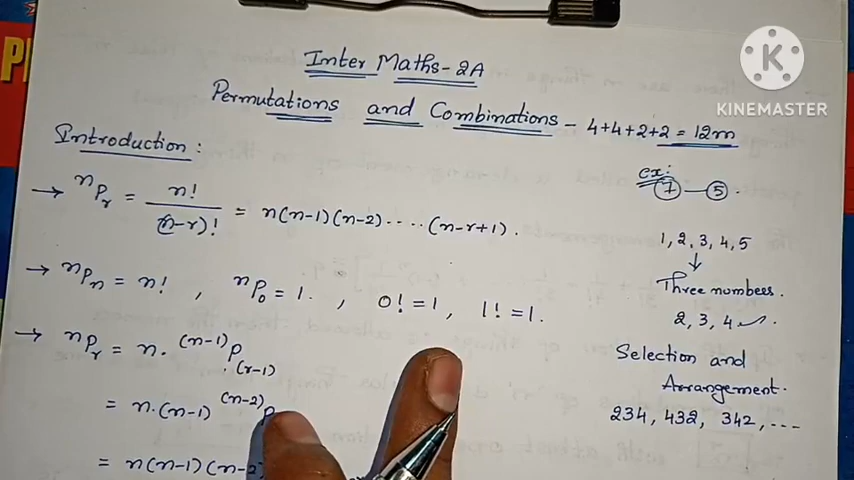 Inter Maths-2A
Permutations and Combinations - 4+4+2+2 = 12m
Introduction :
→ ⁿPᵣ = n!/(n-r)! = n(n-1)(n-2)....(n-r+1).
→ ⁿPₙ = n! , ⁿP₀ = 1. , 0! = 1, 1! = 1.
→ ⁿPᵣ = n. ⁽ⁿ⁻¹⁾P₍ᵣ₋₁₎
= n.(n-1) ⁽ⁿ⁻²⁾P
= n(n-1)(n-2)
ex:
7 — 5.
1, 2, 3, 4, 5
↓
Three numbers.
2, 3, 4 ✓.
Selection and
Arrangement.
234, 432, 342, ...
K
KINEMASTER
P